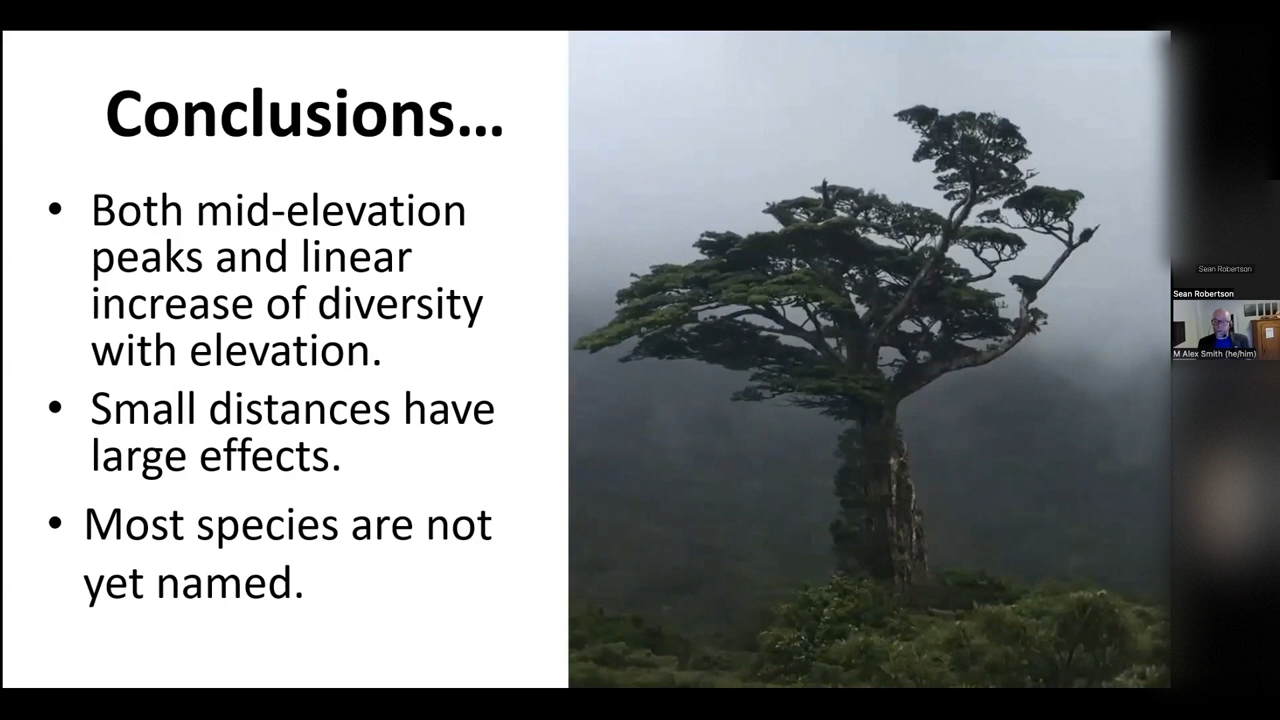 Conclusions...
• Both mid-elevation
peaks and linear
increase of diversity
with elevation.
• Small distances have
large effects.
• Most species are not
yet named.
Sean Robertson
Sean Robertson
M Alex Smith (he/him)